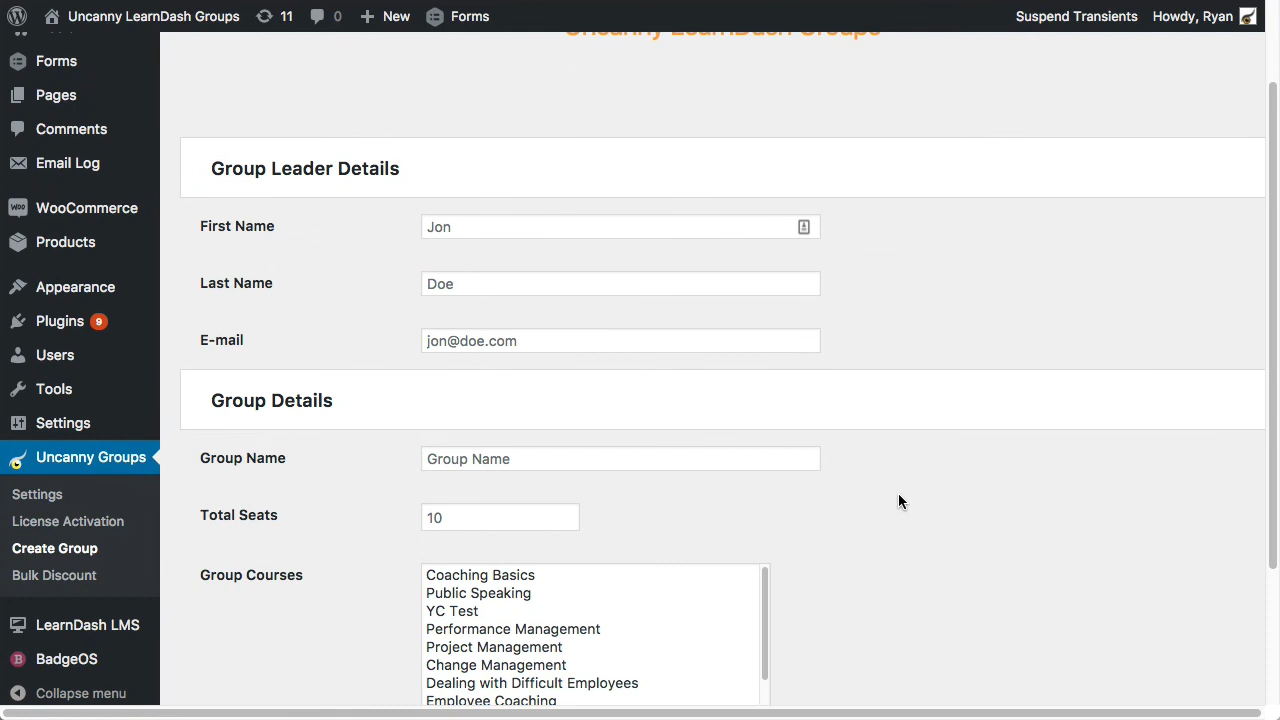 Uncanny LearnDash Groups 11 0 New Forms Suspend Transients Howdy, Ryan
Uncanny LearnDash Groups
Forms
Pages
Comments
Email Log
WooCommerce
Products
Appearance
Plugins 9
Users
Tools
Settings
Uncanny Groups
Settings
License Activation
Create Group
Bulk Discount
LearnDash LMS
BadgeOS
Collapse menu
Group Leader Details
First Name Jon
Last Name Doe
E-mail jon@doe.com
Group Details
Group Name Group Name
Total Seats 10
Group Courses
Coaching Basics
Public Speaking
YC Test
Performance Management
Project Management
Change Management
Dealing with Difficult Employees
Employee Coaching